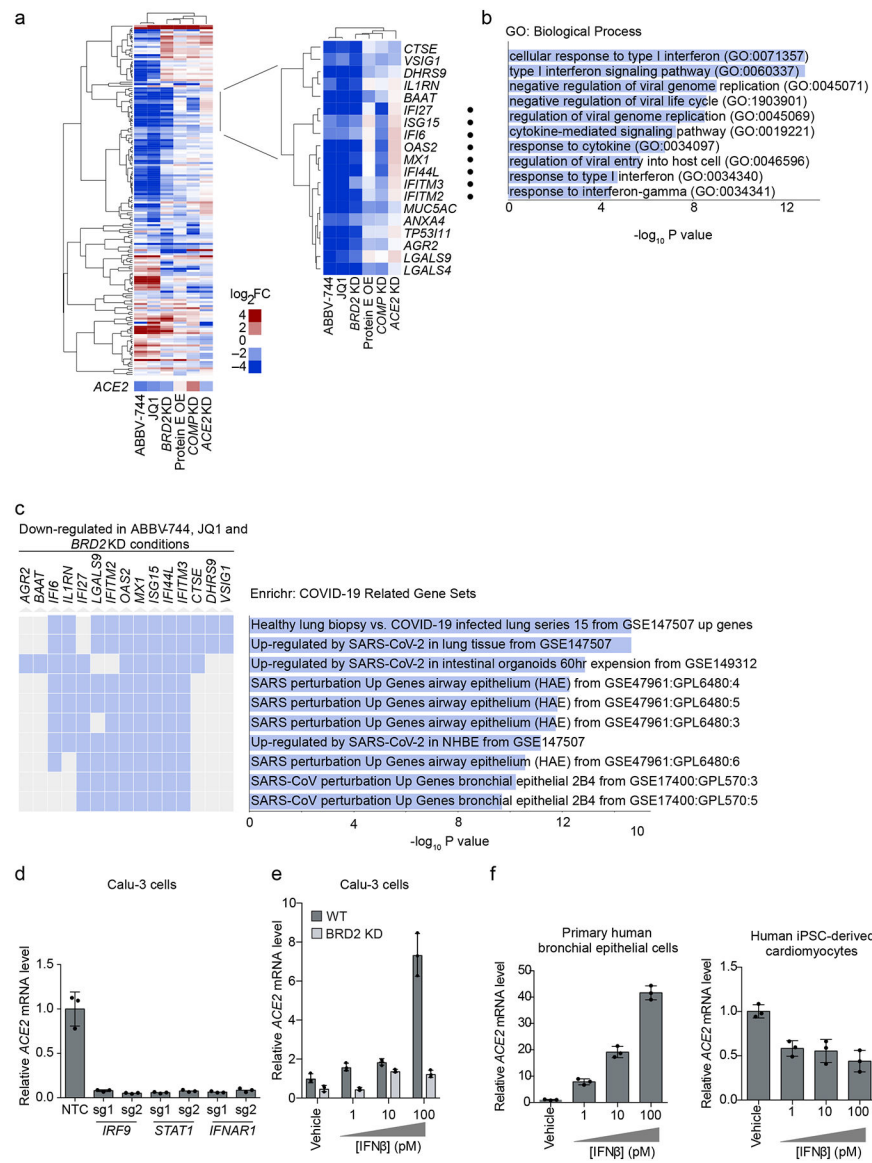 a
CTSE
VSIG1
DHRS9
IL1RN
BAAT
IFI27
ISG15
IFI6
OAS2
MX1
IFI44L
IFITM3
IFITM2
MUC5AC
ANXA4
TP53I11
AGR2
LGALS9
LGALS4
ABBV-744
JQ1
BRD2 KD
Protein E OE
COMP KD
ACE2 KD
log2FC
4
2
0
−2
−4
ACE2
ABBV-744
JQ1
BRD2 KD
Protein E OE
COMP KD
ACE2 KD
b
GO: Biological Process
cellular response to type I interferon (GO:0071357)
type I interferon signaling pathway (GO:0060337)
negative regulation of viral genome replication (GO:0045071)
negative regulation of viral life cycle (GO:1903901)
regulation of viral genome replication (GO:0045069)
cytokine-mediated signaling pathway (GO:0019221)
response to cytokine (GO:0034097)
regulation of viral entry into host cell (GO:0046596)
response to type I interferon (GO:0034340)
response to interferon-gamma (GO:0034341)
0 4 8 12
-log10 P value
c
Down-regulated in ABBV-744, JQ1 and
BRD2 KD conditions
AGR2
BAAT
IFI6
IL1RN
IFI27
LGALS9
IFITM2
OAS2
MX1
ISG15
IFI44L
IFITM3
CTSE
DHRS9
VSIG1
Enrichr: COVID-19 Related Gene Sets
Healthy lung biopsy vs. COVID-19 infected lung series 15 from GSE147507 up genes
Up-regulated by SARS-CoV-2 in lung tissue from GSE147507
Up-regulated by SARS-CoV-2 in intestinal organoids 60hr expension from GSE149312
SARS perturbation Up Genes airway epithelium (HAE) from GSE47961:GPL6480:4
SARS perturbation Up Genes airway epithelium (HAE) from GSE47961:GPL6480:5
SARS perturbation Up Genes airway epithelium (HAE) from GSE47961:GPL6480:3
Up-regulated by SARS-CoV-2 in NHBE from GSE147507
SARS perturbation Up Genes airway epithelium (HAE) from GSE47961:GPL6480:6
SARS-CoV perturbation Up Genes bronchial epithelial 2B4 from GSE17400:GPL570:3
SARS-CoV perturbation Up Genes bronchial epithelial 2B4 from GSE17400:GPL570:5
0 4 8 12 10
-log10 P value
d
Calu-3 cells
Relative ACE2 mRNA level
1.5
1.0
0.5
0.0
NTC sg1 sg2 sg1 sg2 sg1 sg2
IRF9 STAT1 IFNAR1
e
Calu-3 cells
WT
BRD2 KD
Relative ACE2 mRNA level
10
8
6
4
2
0
Vehicle 1 10 100
[IFNβ] (pM)
f
Primary human
bronchial epithelial cells
Relative ACE2 mRNA level
50
40
30
20
10
0
Vehicle 1 10 100
[IFNβ] (pM)
Human iPSC-derived
cardiomyocytes
Relative ACE2 mRNA level
1.5
1.0
0.5
0.0
Vehicle 1 10 100
[IFNβ] (pM)